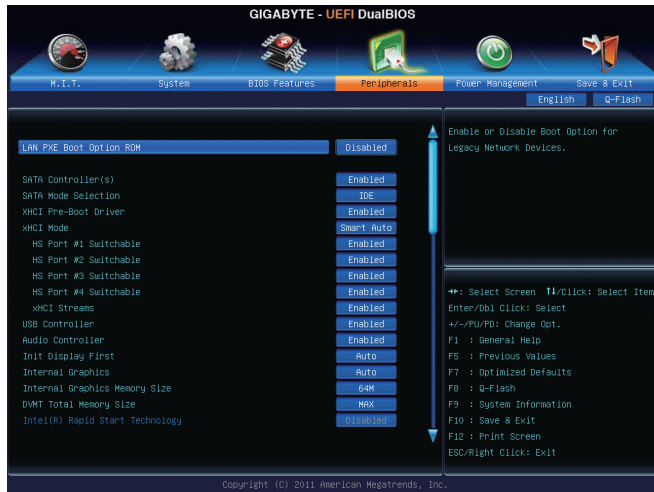 GIGABYTE - UEFI DualBIOS
M.I.T. System BIOS Features Peripherals Power Management Save & Exit
English Q-Flash
LAN PXE Boot Option ROM Disabled
SATA Controller(s) Enabled
SATA Mode Selection IDE
XHCI Pre-Boot Driver Enabled
xHCI Mode Smart Auto
HS Port #1 Switchable Enabled
HS Port #2 Switchable Enabled
HS Port #3 Switchable Enabled
HS Port #4 Switchable Enabled
xHCI Streams Enabled
USB Controller Enabled
Audio Controller Enabled
Init Display First Auto
Internal Graphics Auto
Internal Graphics Memory Size 64M
DVMT Total Memory Size MAX
Intel(R) Rapid Start Technology Disabled
Enable or Disable Boot Option for
Legacy Network Devices.
→←: Select Screen ↑↓/Click: Select Item
Enter/Dbl Click: Select
+/-/PU/PD: Change Opt.
F1 : General Help
F5 : Previous Values
F7 : Optimized Defaults
F8 : Q-Flash
F9 : System Information
F10 : Save & Exit
F12 : Print Screen
ESC/Right Click: Exit
Copyright (C) 2011 American Megatrends, Inc.